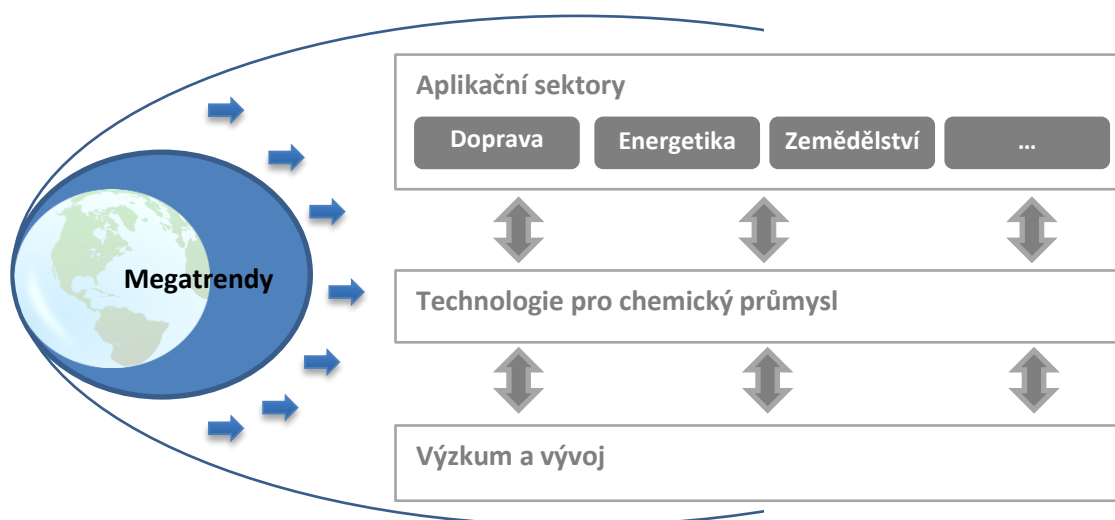 Aplikační sektory
Doprava
Energetika
Zemědělství
...
Megatrendy
Technologie pro chemický průmysl
Výzkum a vývoj